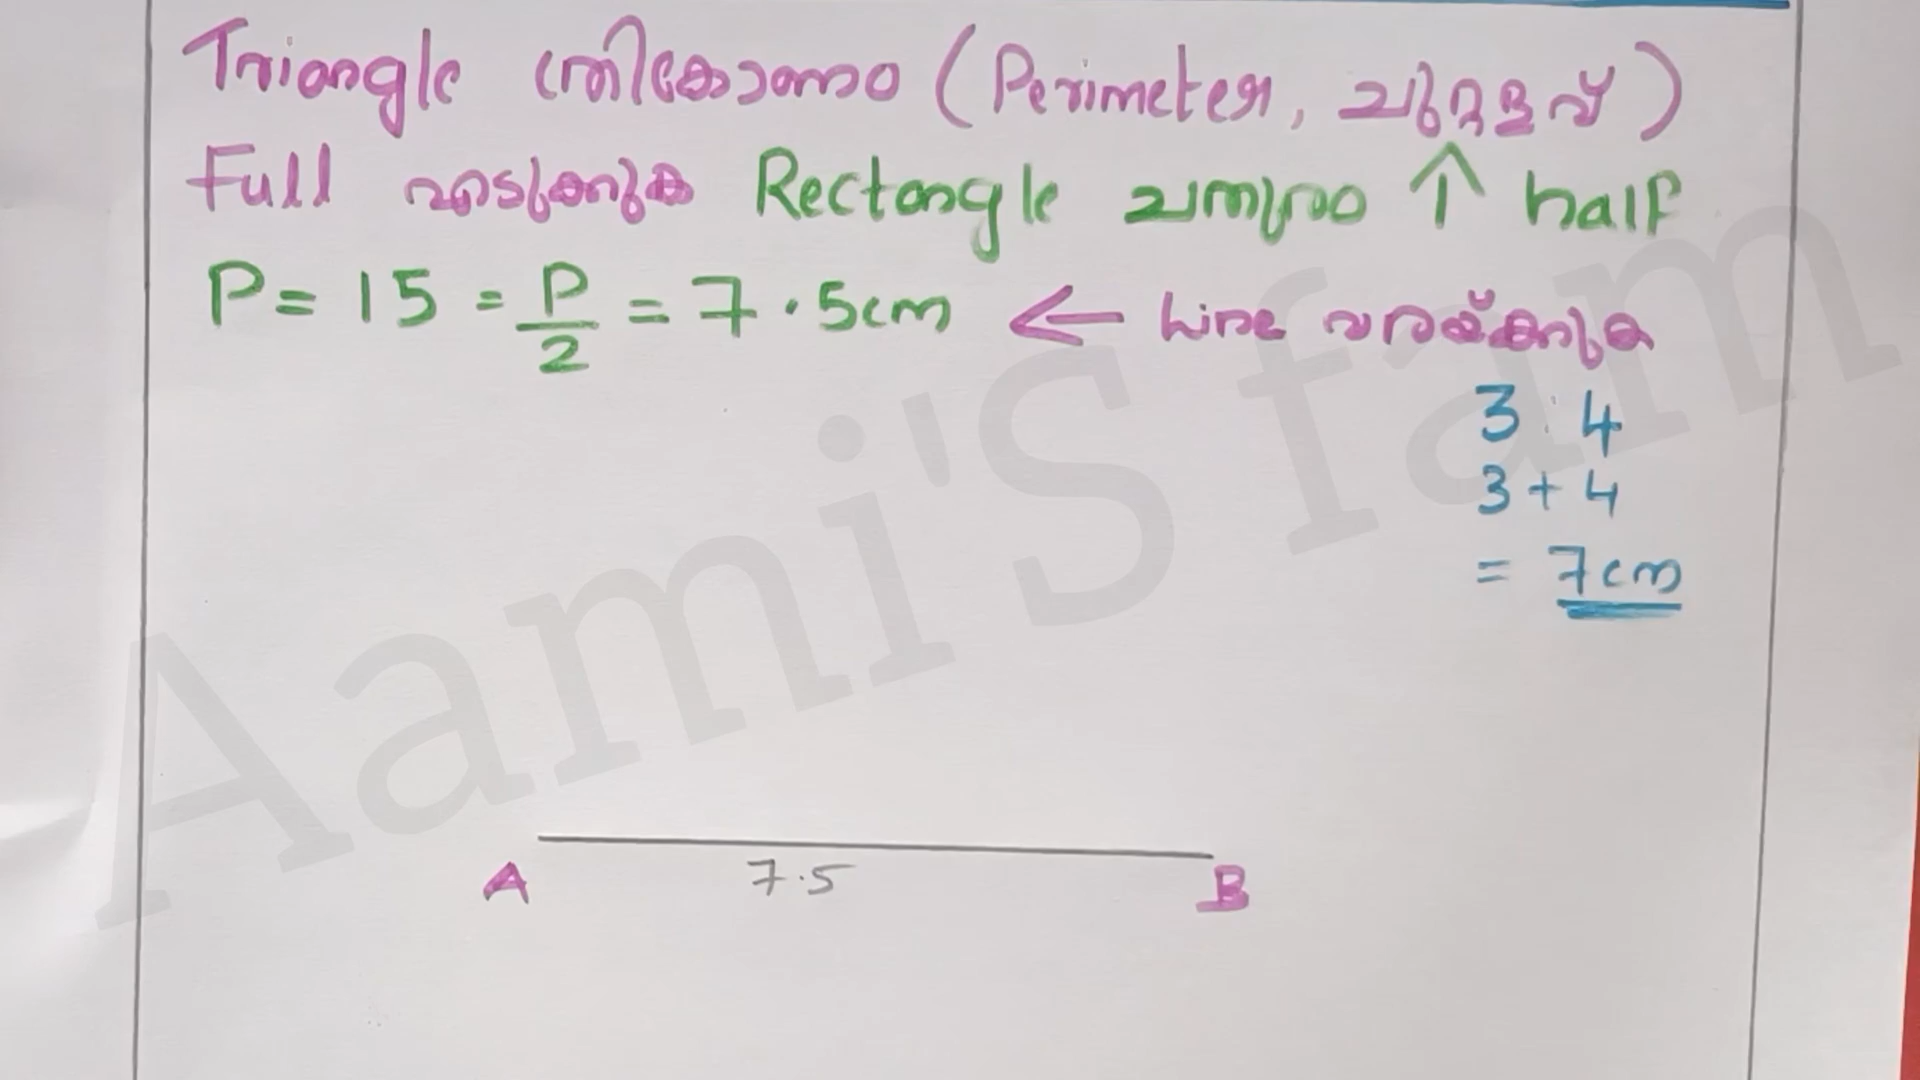 Triangle ത്രികോണം (Perimeter, ചുറ്റളവ്)
Full വരക്കുക Rectangle ചതുരം ↑ half
P = 15 = P/2 = 7.5cm ← Line വരയ്ക്കുക
3 : 4
3 + 4
= 7cm
Aami'S fam
A 7.5 B